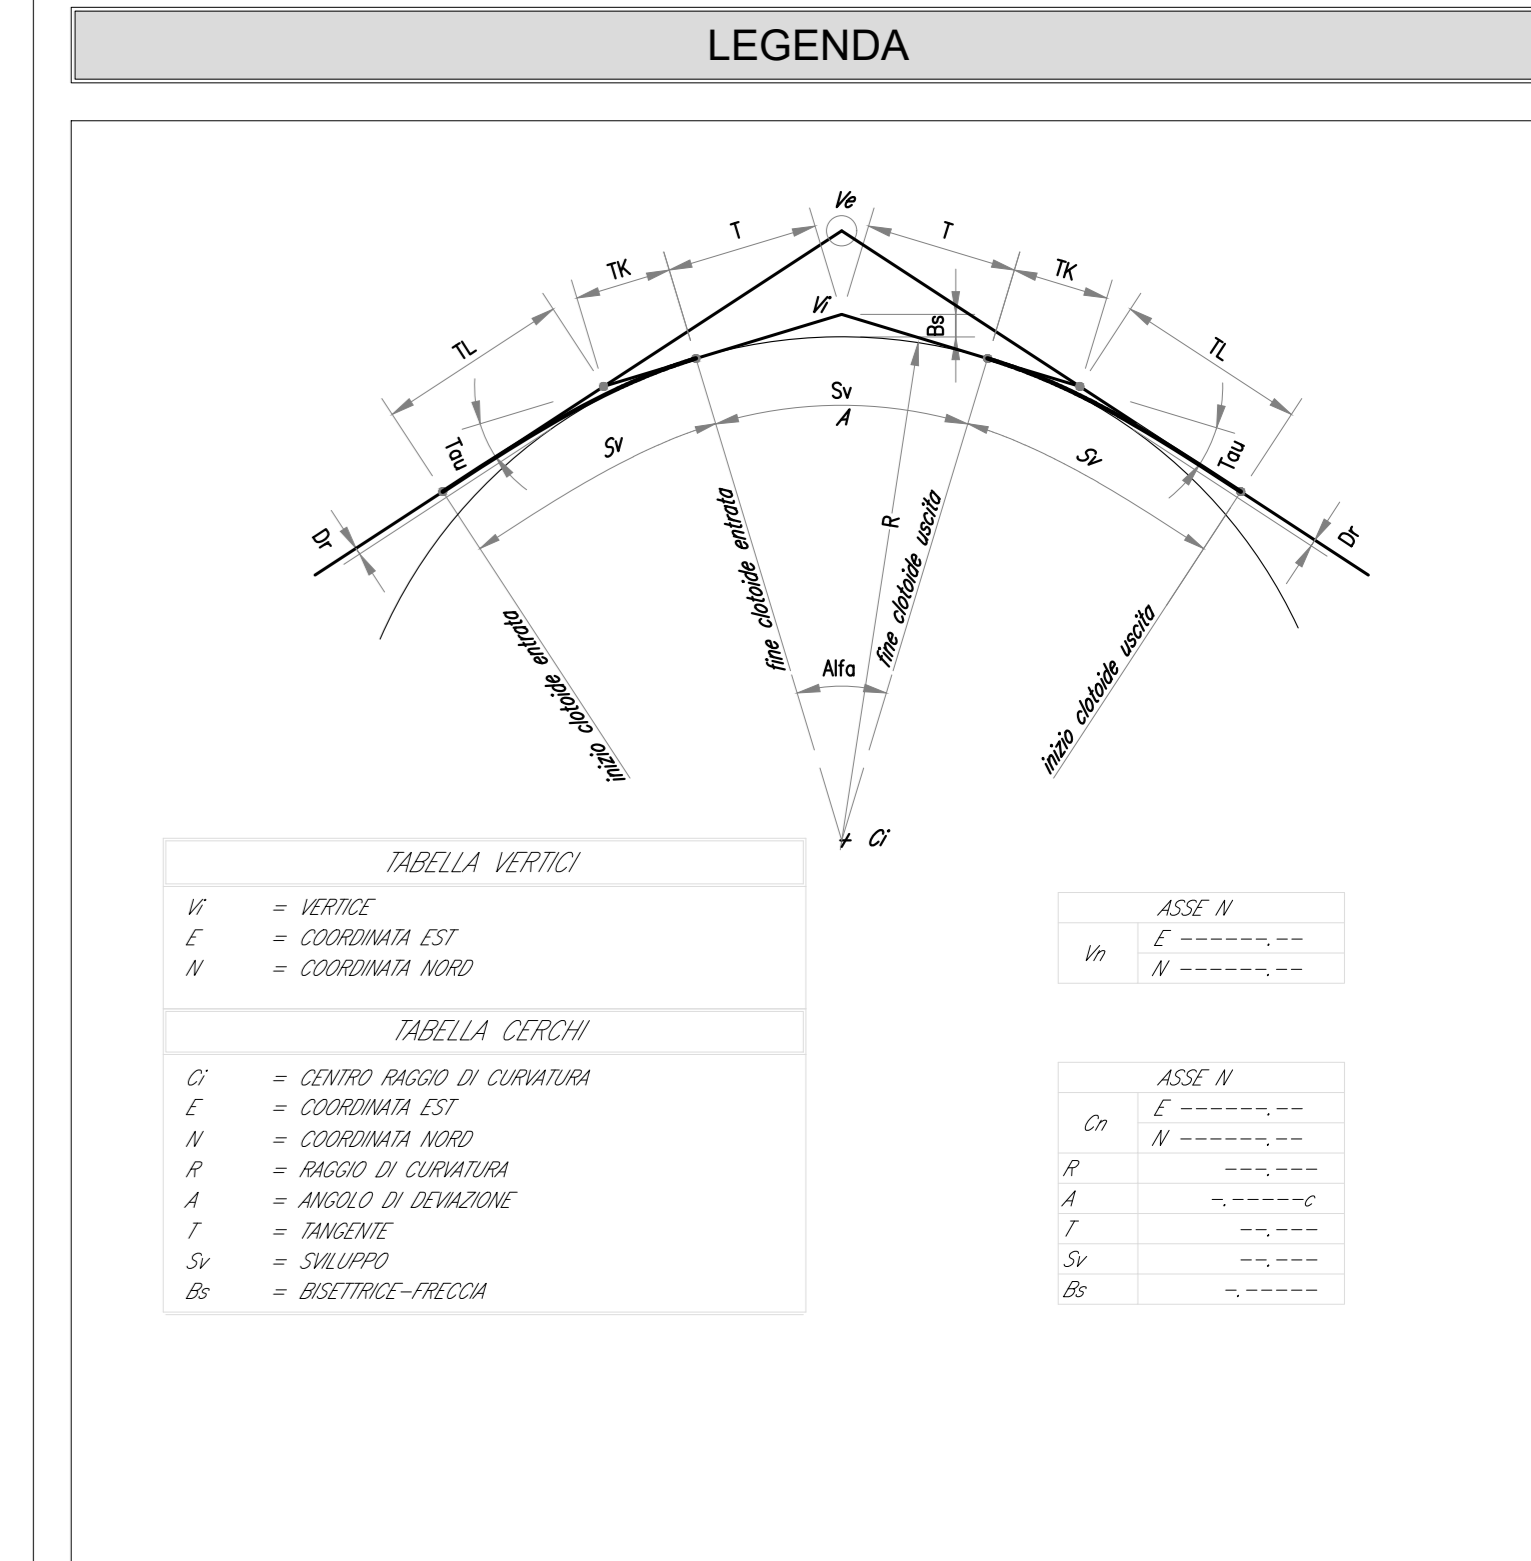 LEGENDA
Ve
T
T
TK
TK
Vi
Bs
TL
TL
Sv
A
Sv
Sv
Tau
Tau
Dr
Dr
R
fine clotoide entrata
fine clotoide uscita
inizio clotoide entrata
inizio clotoide uscita
Alfa
Ci
TABELLA VERTICI
Vi = VERTICE
E = COORDINATA EST
N = COORDINATA NORD
TABELLA CERCHI
Ci = CENTRO RAGGIO DI CURVATURA
E = COORDINATA EST
N = COORDINATA NORD
R = RAGGIO DI CURVATURA
A = ANGOLO DI DEVIAZIONE
T = TANGENTE
Sv = SVILUPPO
Bs = BISETTRICE-FRECCIA
ASSE N
Vn
E ------.--
N ------.--
ASSE N
Cn
E ------.--
N ------.--
R ---.---
A -.-----c
T --.---
Sv --.---
Bs -.-----